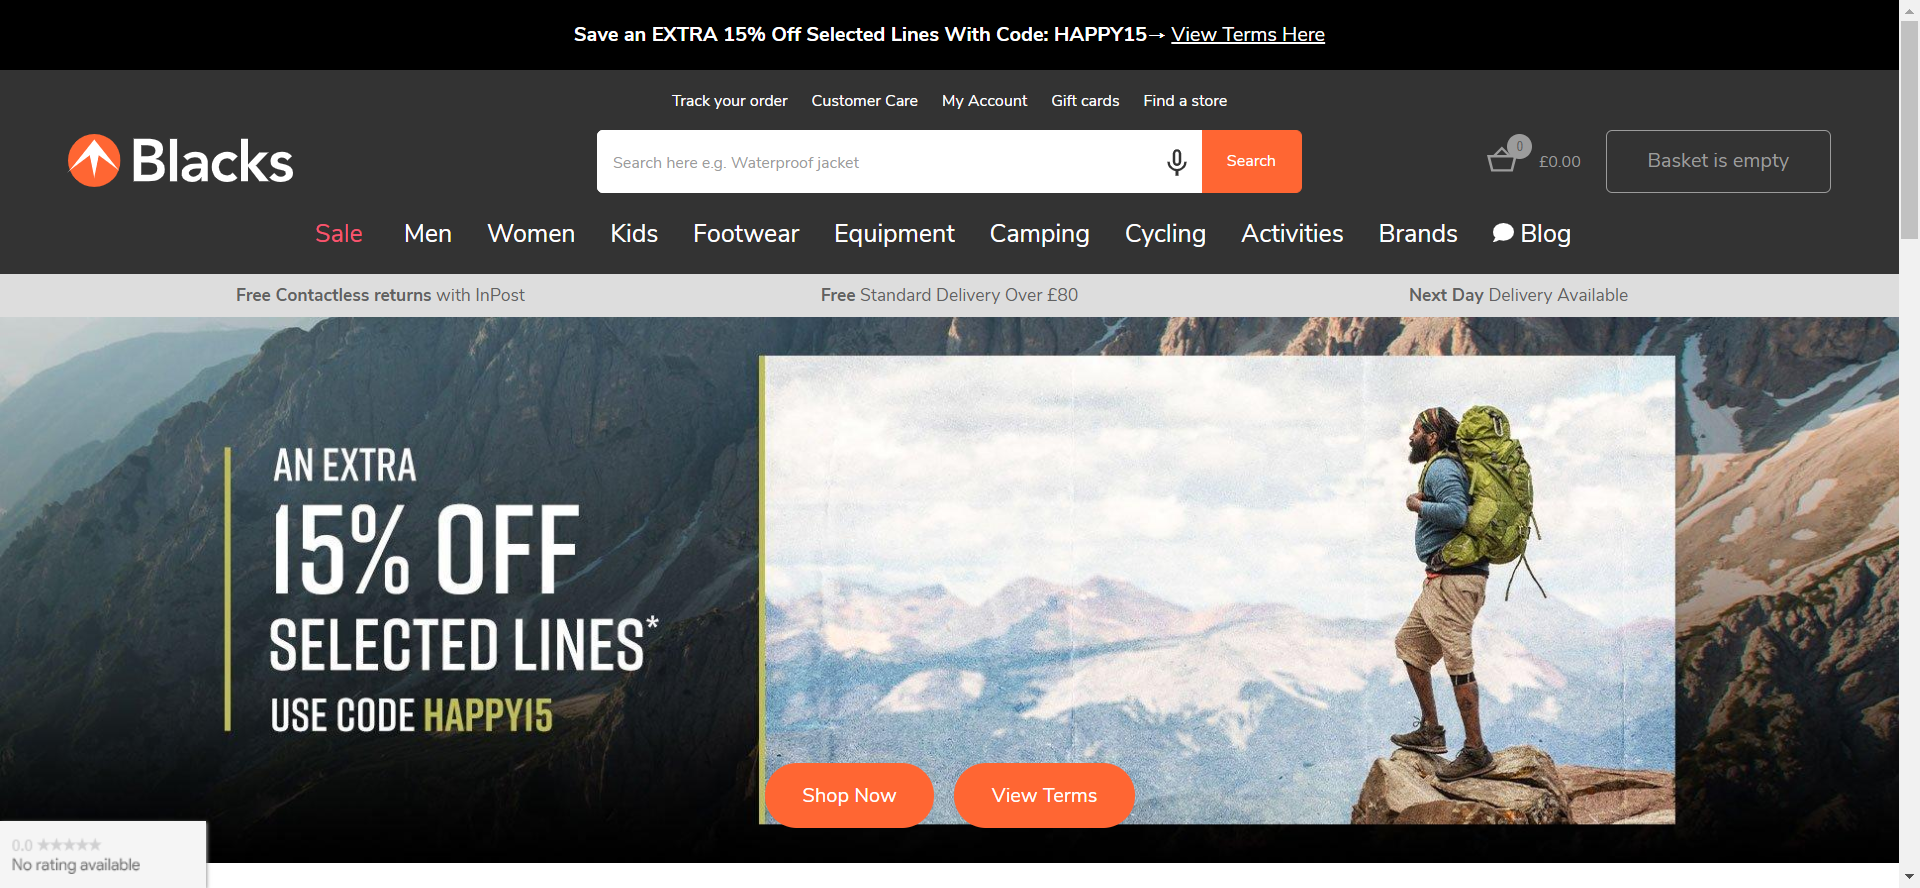 Save an EXTRA 15% Off Selected Lines With Code: HAPPY15→ View Terms Here
Track your order Customer Care My Account Gift cards Find a store
Blacks
Search here e.g. Waterproof jacket
Search
0
£0.00
Basket is empty
Sale Men Women Kids Footwear Equipment Camping Cycling Activities Brands Blog
Free Contactless returns with InPost
Free Standard Delivery Over £80
Next Day Delivery Available
AN EXTRA
15% OFF
SELECTED LINES*
USE CODE HAPPY15
Shop Now
View Terms
0.0 ★★★★★
No rating available